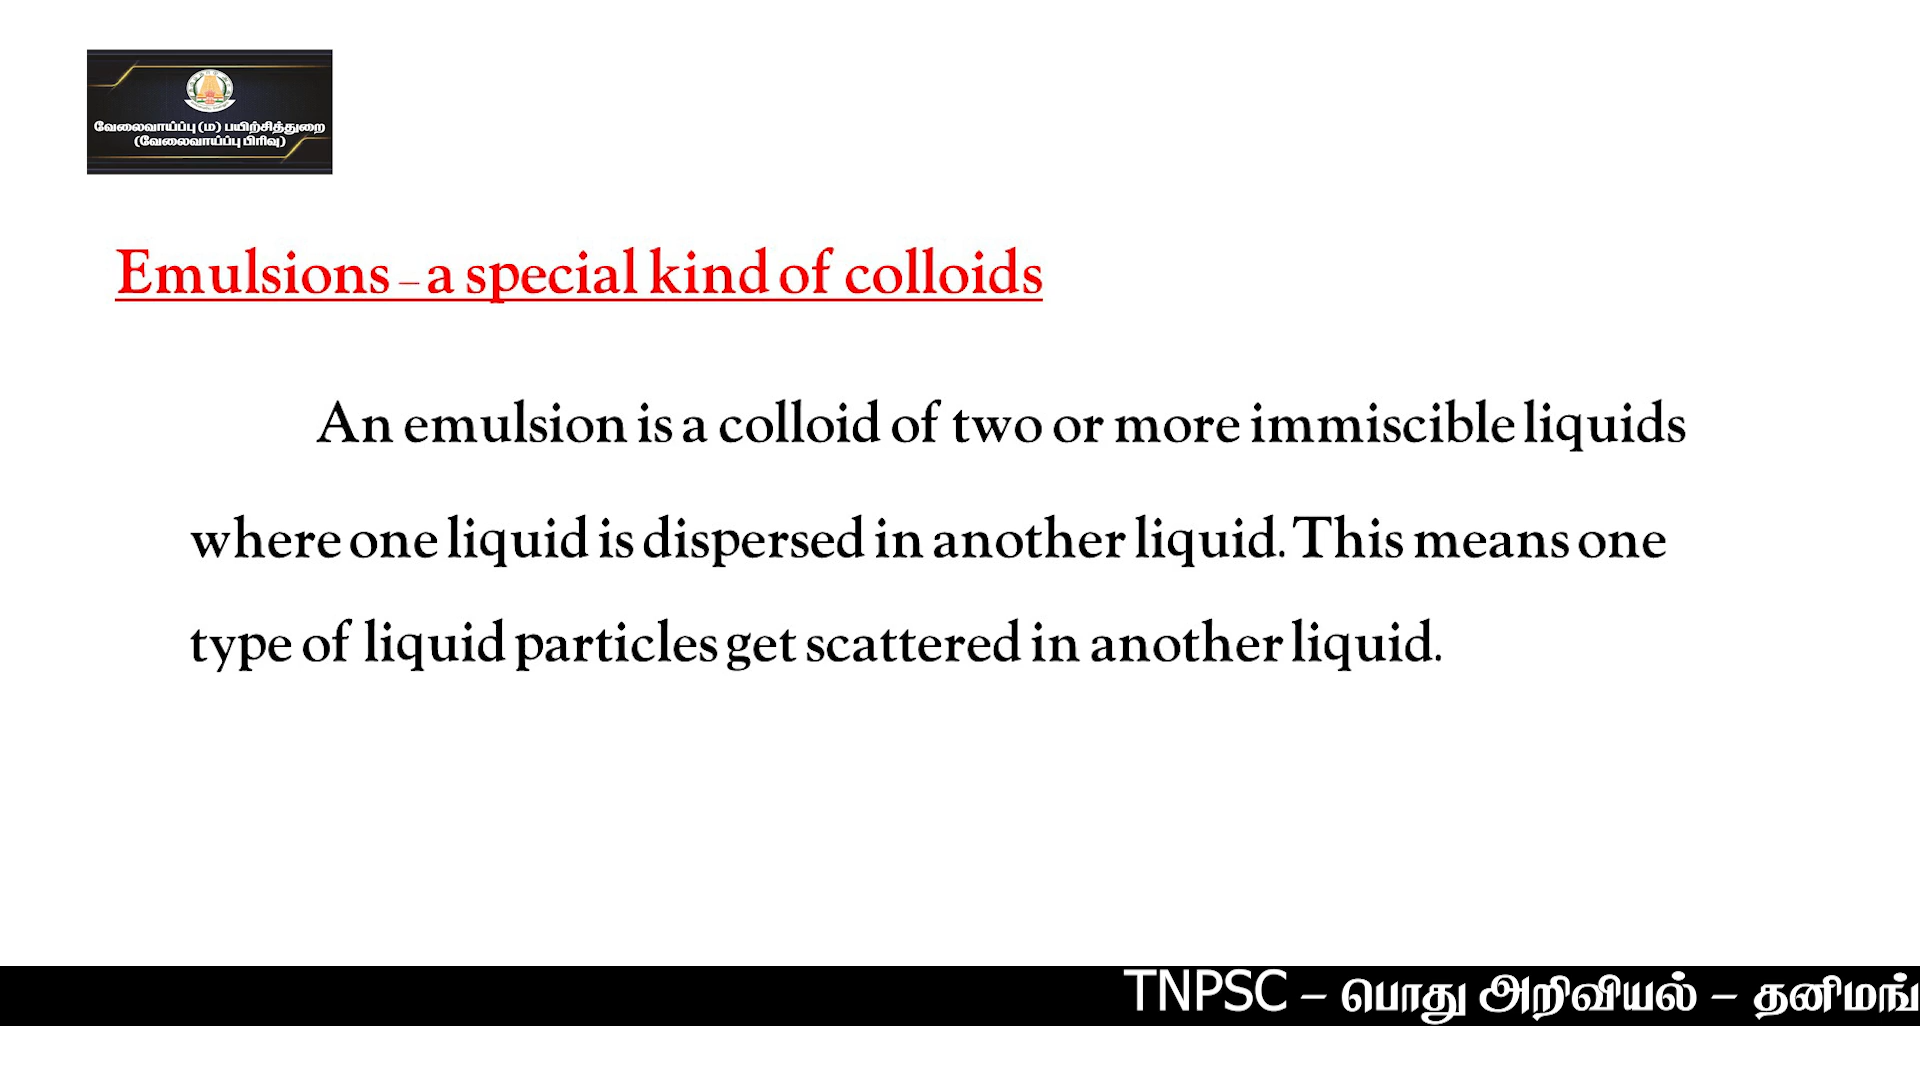 வேலைவாய்ப்பு (ம) பயிற்சித்துறை
(வேலைவாய்ப்பு பிரிவு)
Emulsions – a special kind of colloids
An emulsion is a colloid of two or more immiscible liquids
where one liquid is dispersed in another liquid. This means one
type of liquid particles get scattered in another liquid.
TNPSC – பொது அறிவியல் – தனிமங்